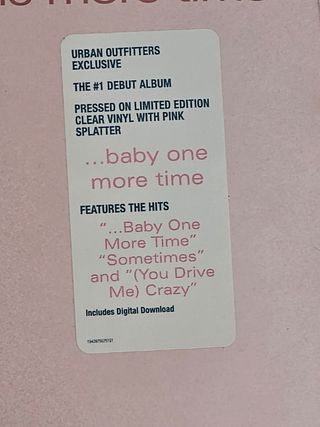 URBAN OUTFITTERS
EXCLUSIVE
THE #1 DEBUT ALBUM
PRESSED ON LIMITED EDITION
CLEAR VINYL WITH PINK
SPLATTER
...baby one
more time
FEATURES THE HITS
“...Baby One
More Time”
“Sometimes”
and “(You Drive
Me) Crazy”
Includes Digital Download